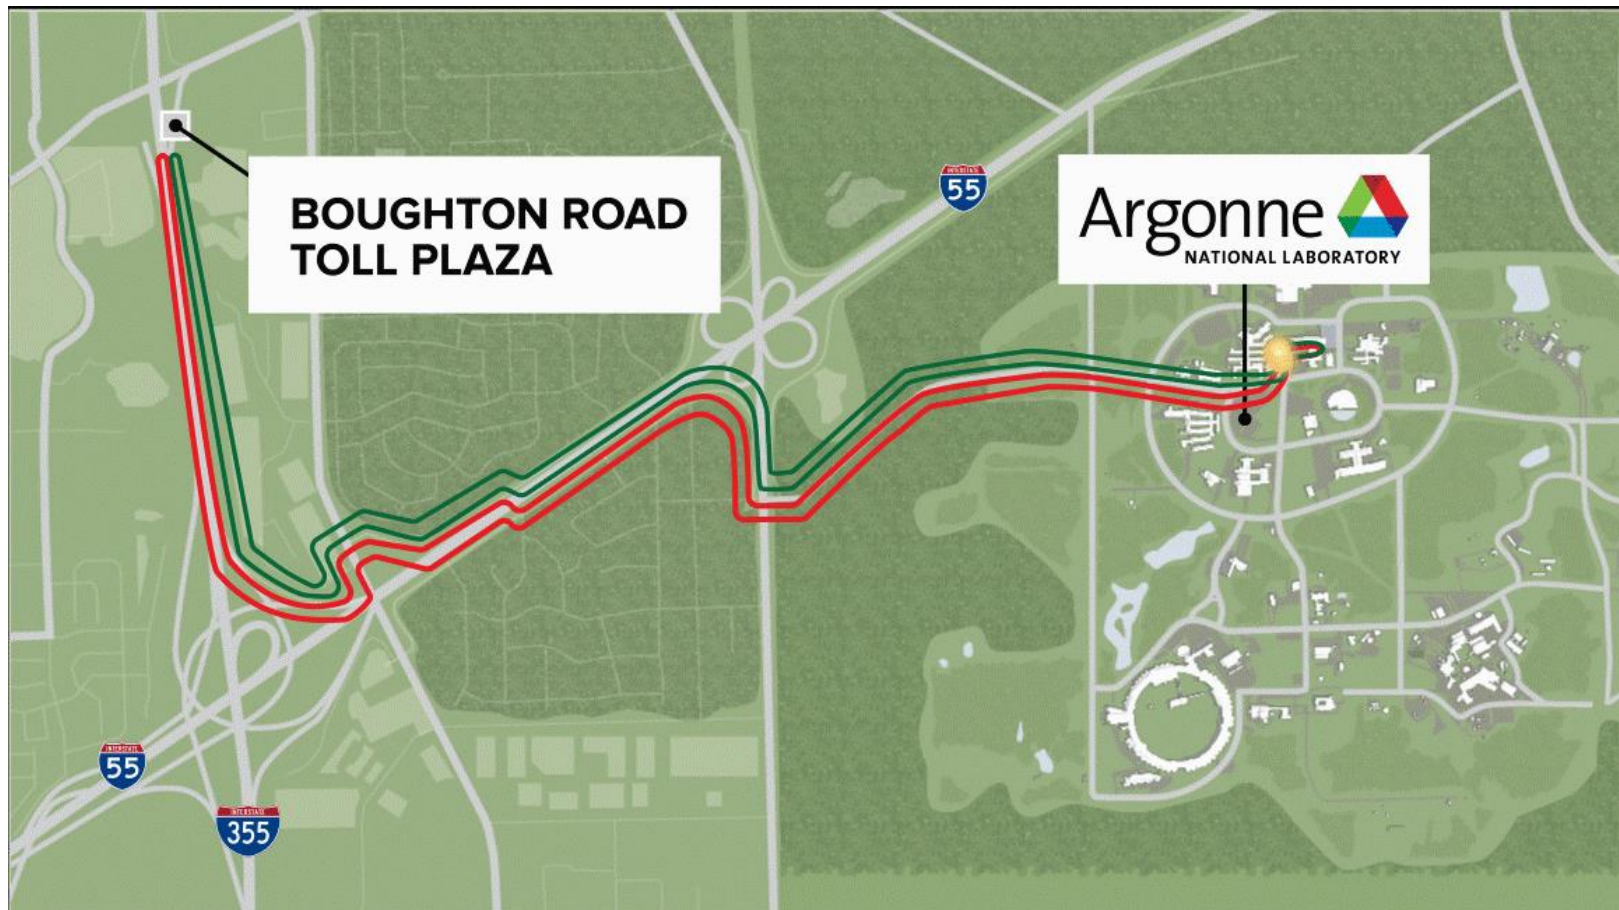 BOUGHTON ROAD
TOLL PLAZA
INTERSTATE
55
Argonne
NATIONAL LABORATORY
INTERSTATE
55
INTERSTATE
355